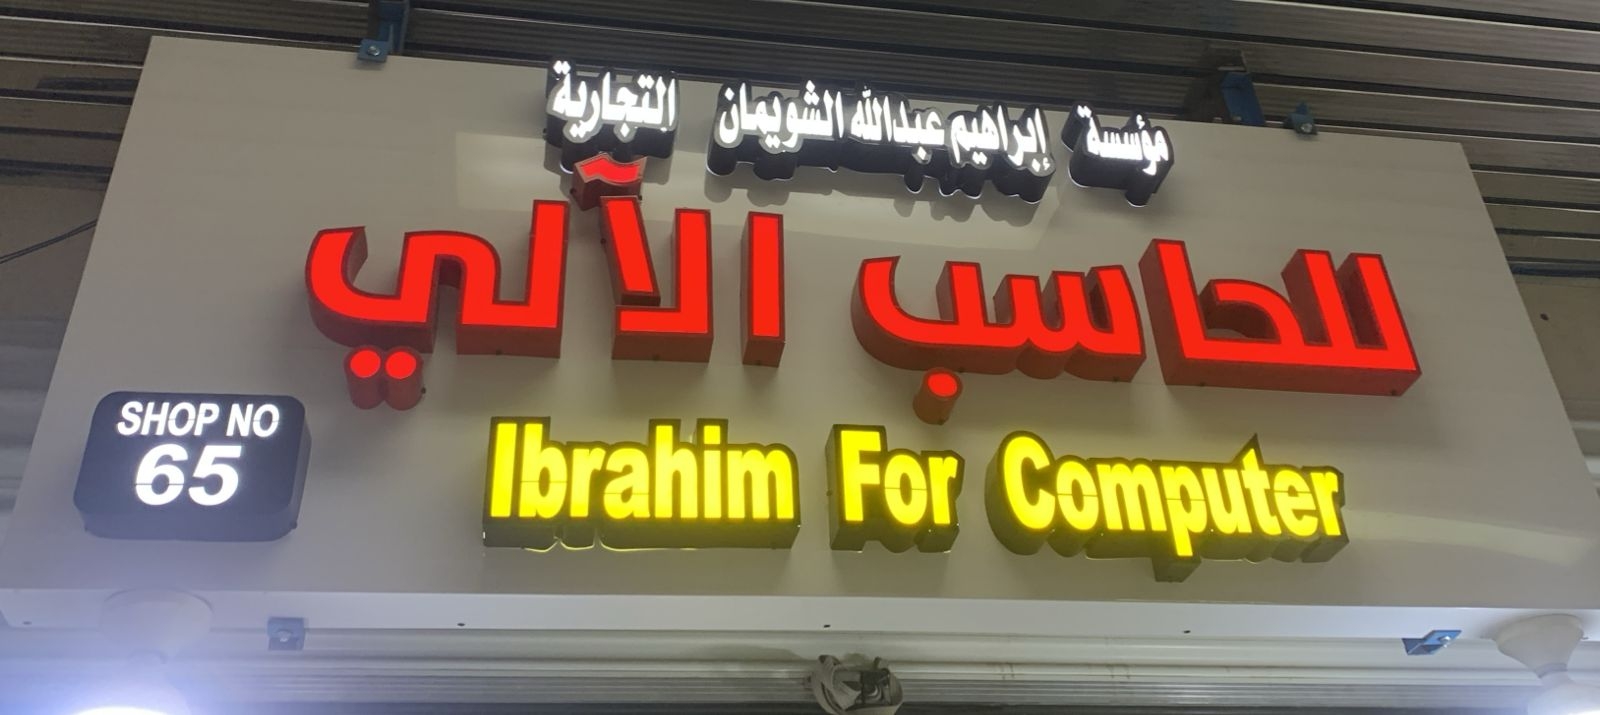 مؤسسة إبراهيم عبدالله الشويمان التجارية
للحاسب الآلي
Ibrahim For Computer
SHOP NO
65